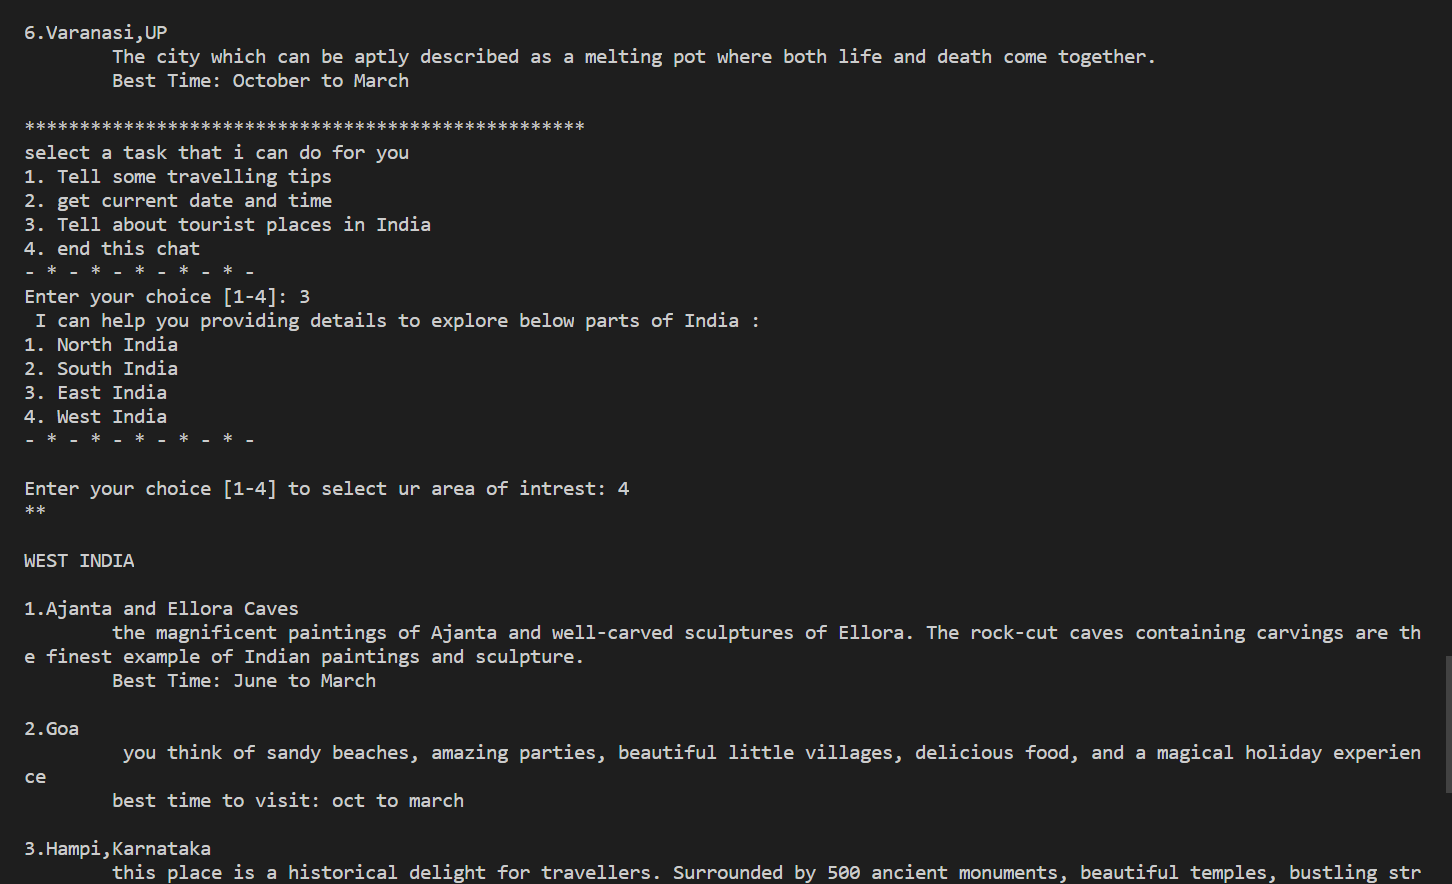 6.Varanasi,UP
The city which can be aptly described as a melting pot where both life and death come together.
Best Time: October to March
***************************************************
select a task that i can do for you
1. Tell some travelling tips
2. get current date and time
3. Tell about tourist places in India
4. end this chat
- * - * - * - * - * -
Enter your choice [1-4]: 3
I can help you providing details to explore below parts of India :
1. North India
2. South India
3. East India
4. West India
- * - * - * - * - * -
Enter your choice [1-4] to select ur area of intrest: 4
**
WEST INDIA
1.Ajanta and Ellora Caves
the magnificent paintings of Ajanta and well-carved sculptures of Ellora. The rock-cut caves containing carvings are th
e finest example of Indian paintings and sculpture.
Best Time: June to March
2.Goa
you think of sandy beaches, amazing parties, beautiful little villages, delicious food, and a magical holiday experien
ce
best time to visit: oct to march
3.Hampi,Karnataka
this place is a historical delight for travellers. Surrounded by 500 ancient monuments, beautiful temples, bustling str